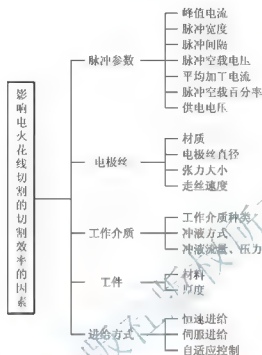 影响电火花线切割的切割效率的因素
脉冲参数
峰值电流
脉冲宽度
脉冲间隔
脉冲空载电压
平均加工电流
脉冲空载百分率
供电电压
电极丝
材质
电极丝直径
张力大小
走丝速度
工作介质
工作介质种类
冲液方式
冲液流量、压力
工件
材料
厚度
进给方式
恒速进给
伺服进给
自适应控制